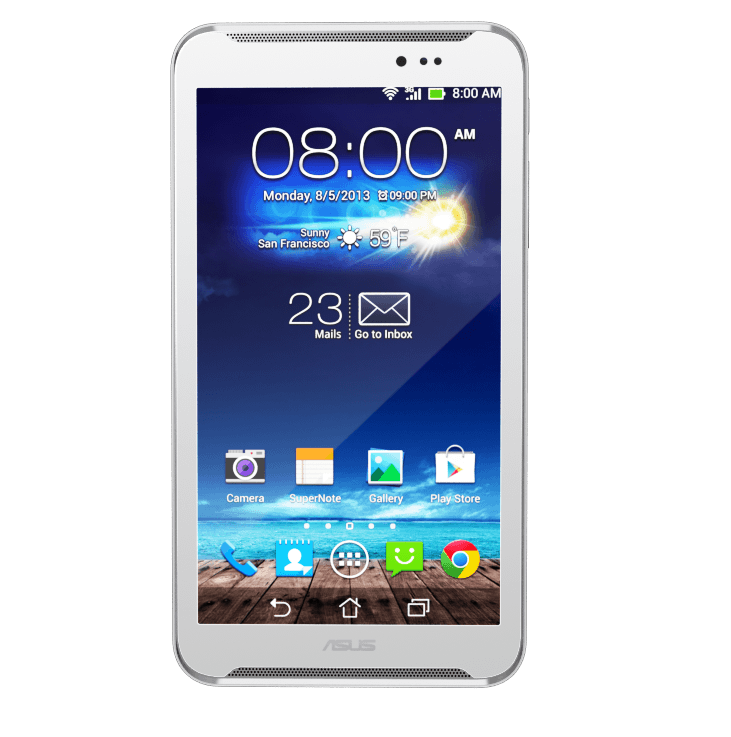 3G 8:00 AM
08:00 AM
Monday, 8/5/2013 09:00 PM
Sunny
San Francisco 59°F
23
Mails Go to Inbox
Camera SuperNote Gallery Play Store
ASUS